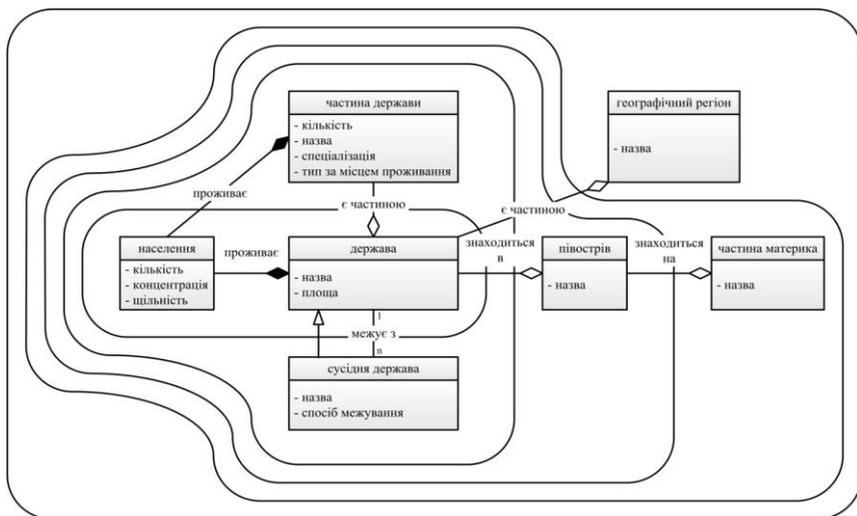 частина держави
- кількість
- назва
- спеціалізація
- тип за місцем проживання
географічний регіон
- назва
проживає
є частиною
є частиною
населення
- кількість
- концентрація
- щільність
проживає
держава
- назва
- площа
знаходиться
в
півострів
- назва
знаходиться
на
частина материка
- назва
1
межує з
n
сусідня держава
- назва
- спосіб межування